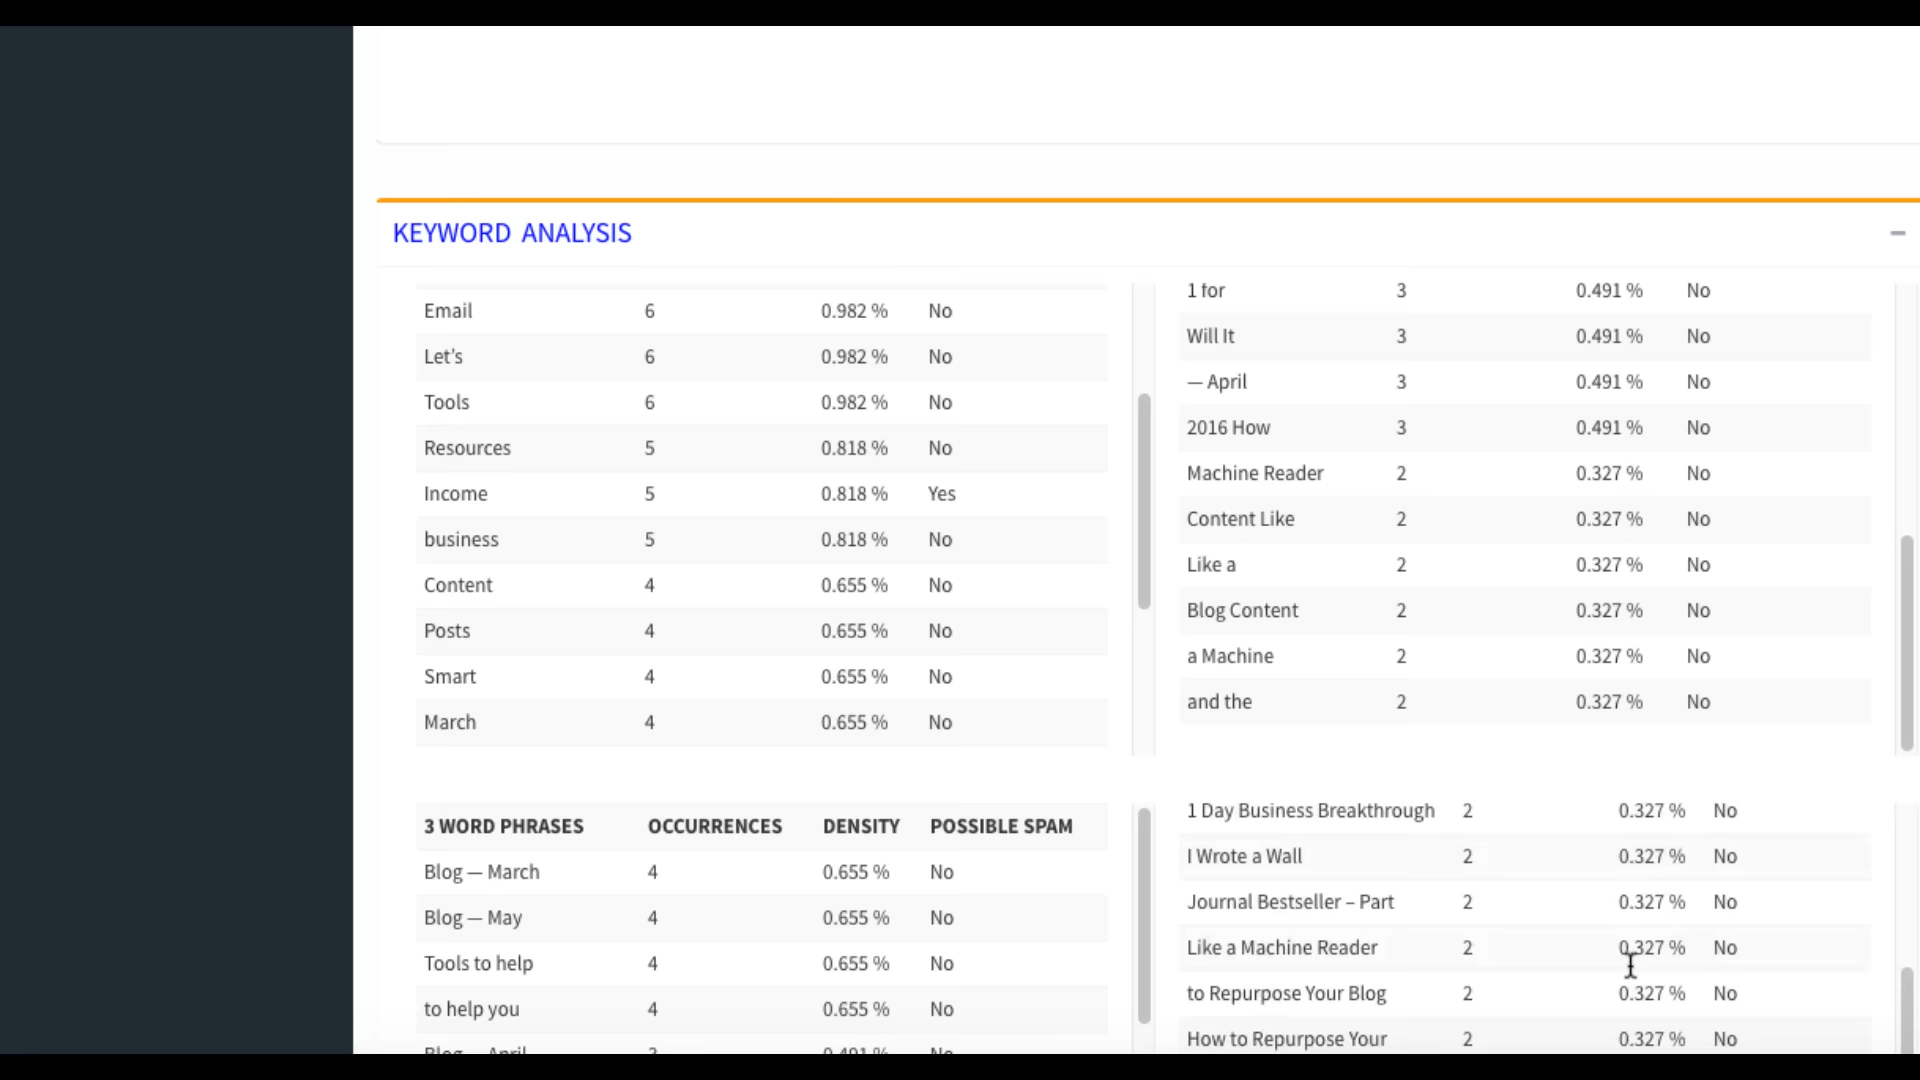 KEYWORD ANALYSIS
Email 6 0.982 % No
Let’s 6 0.982 % No
Tools 6 0.982 % No
Resources 5 0.818 % No
Income 5 0.818 % Yes
business 5 0.818 % No
Content 4 0.655 % No
Posts 4 0.655 % No
Smart 4 0.655 % No
March 4 0.655 % No
1 for 3 0.491 % No
Will It 3 0.491 % No
— April 3 0.491 % No
2016 How 3 0.491 % No
Machine Reader 2 0.327 % No
Content Like 2 0.327 % No
Like a 2 0.327 % No
Blog Content 2 0.327 % No
a Machine 2 0.327 % No
and the 2 0.327 % No
3 WORD PHRASES OCCURRENCES DENSITY POSSIBLE SPAM
Blog — March 4 0.655 % No
Blog — May 4 0.655 % No
Tools to help 4 0.655 % No
to help you 4 0.655 % No
Blog — April 3 0.491 % No
1 Day Business Breakthrough 2 0.327 % No
I Wrote a Wall 2 0.327 % No
Journal Bestseller – Part 2 0.327 % No
Like a Machine Reader 2 0.327 % No
to Repurpose Your Blog 2 0.327 % No
How to Repurpose Your 2 0.327 % No